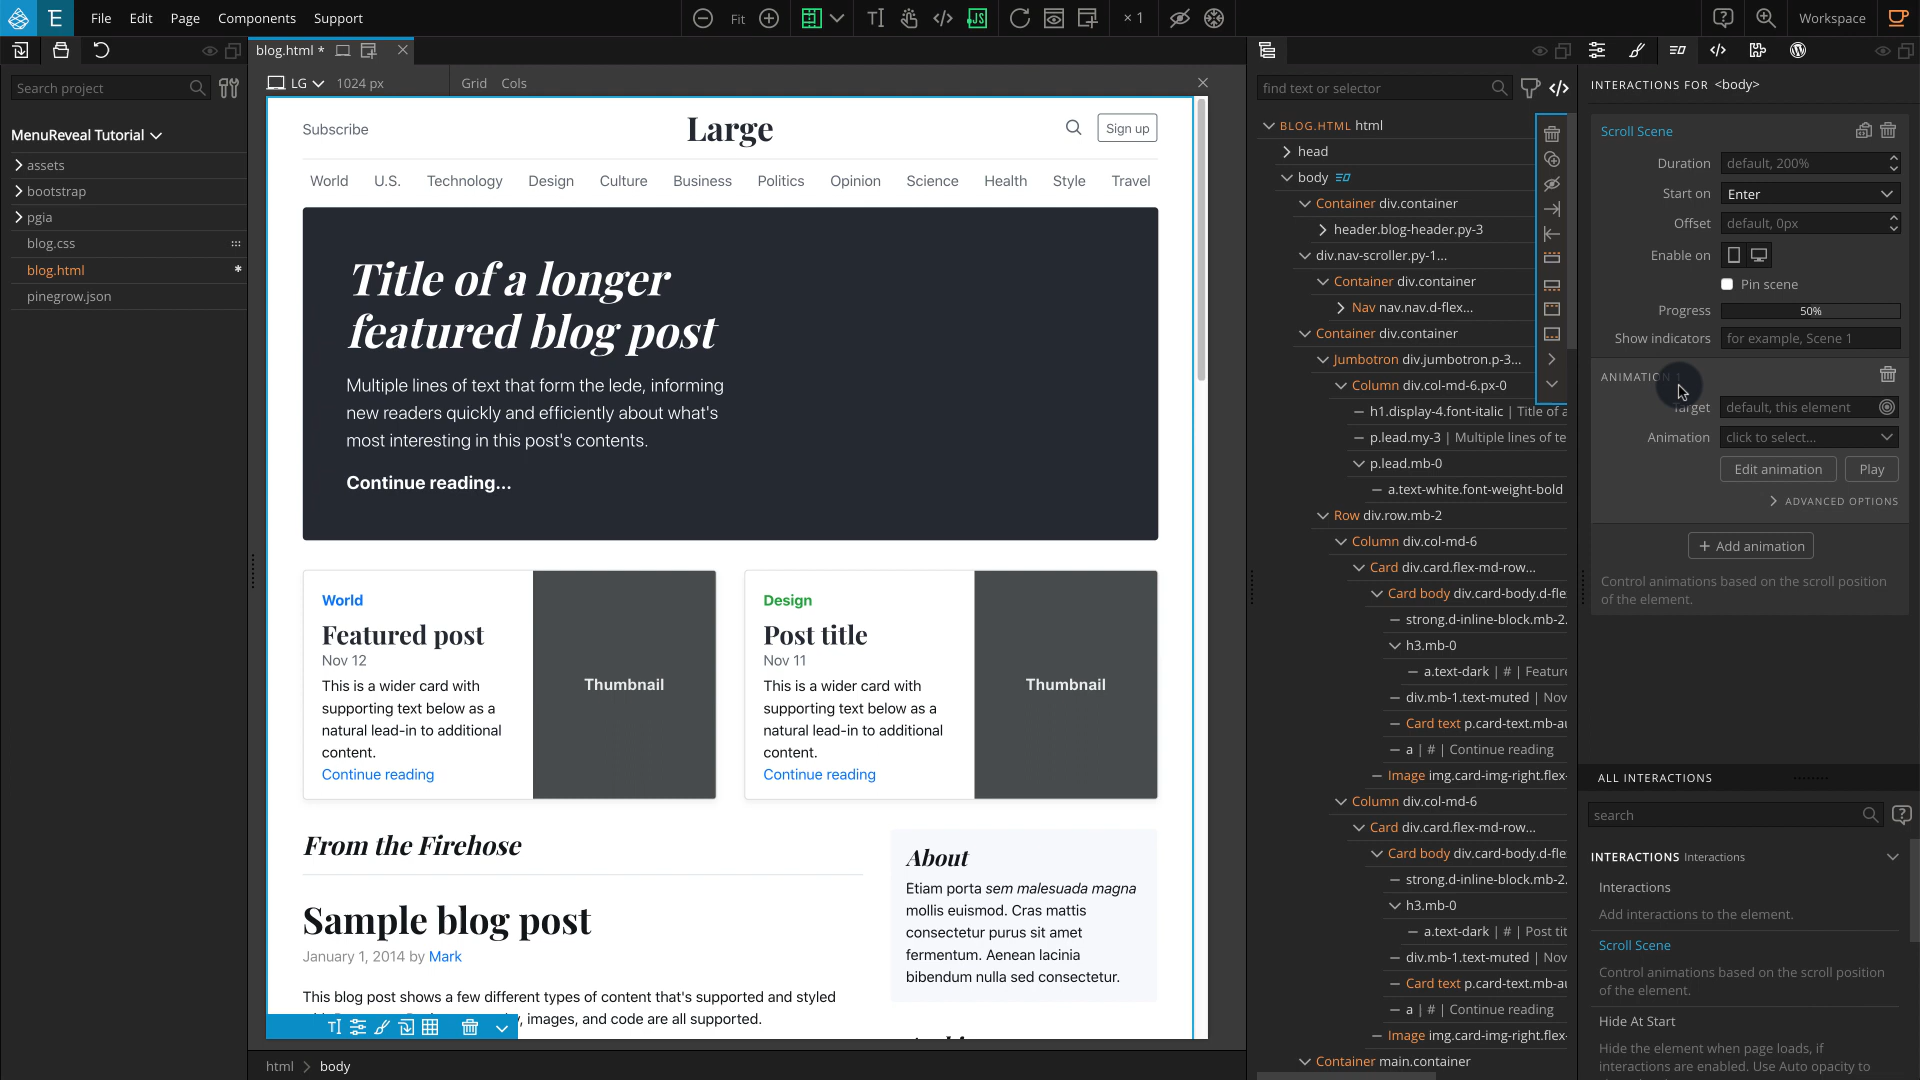 E File Edit Page Components Support Fit JS × 1 Workspace
blog.html *
LG 1024 px Grid Cols
Search project
MenuReveal Tutorial
assets
bootstrap
pgia
blog.css
blog.html *
pinegrow.json
Subscribe Large Sign up
World U.S. Technology Design Culture Business Politics Opinion Science Health Style Travel
Title of a longer
featured blog post
Multiple lines of text that form the lede, informing
new readers quickly and efficiently about what's
most interesting in this post's contents.
Continue reading...
World
Featured post
Nov 12
This is a wider card with
supporting text below as a
natural lead-in to additional
content.
Continue reading
Thumbnail
Design
Post title
Nov 11
This is a wider card with
supporting text below as a
natural lead-in to additional
content.
Continue reading
Thumbnail
From the Firehose
Sample blog post
January 1, 2014 by Mark
This blog post shows a few different types of content that's supported and styled
, images, and code are all supported.
About
Etiam porta sem malesuada magna
mollis euismod. Cras mattis
consectetur purus sit amet
fermentum. Aenean lacinia
bibendum nulla sed consectetur.
html > body
find text or selector
BLOG.HTML html
head
body
Container div.container
header.blog-header.py-3
div.nav-scroller.py-1...
Container div.container
Nav nav.nav.d-flex...
Container div.container
Jumbotron div.jumbotron.p-3...
Column div.col-md-6.px-0
h1.display-4.font-italic | Title of a
p.lead.my-3 | Multiple lines of te
p.lead.mb-0
a.text-white.font-weight-bold
Row div.row.mb-2
Column div.col-md-6
Card div.card.flex-md-row...
Card body div.card-body.d-fle
strong.d-inline-block.mb-2.
h3.mb-0
a.text-dark | # | Feature
div.mb-1.text-muted | Nov
Card text p.card-text.mb-au
a | # | Continue reading
Image img.card-img-right.flex-
Column div.col-md-6
Card div.card.flex-md-row...
Card body div.card-body.d-fle
strong.d-inline-block.mb-2.
h3.mb-0
a.text-dark | # | Post tit
div.mb-1.text-muted | Nov
Card text p.card-text.mb-au
a | # | Continue reading
Image img.card-img-right.flex-
Container main.container
INTERACTIONS FOR <body>
Scroll Scene
Duration default, 200%
Start on Enter
Offset default, 0px
Enable on
Pin scene
Progress 50%
Show indicators for example, Scene 1
ANIMATION 1
Target default, this element
Animation click to select...
Edit animation Play
ADVANCED OPTIONS
+ Add animation
Control animations based on the scroll position
of the element.
ALL INTERACTIONS
search
INTERACTIONS Interactions
Interactions
Add interactions to the element.
Scroll Scene
Control animations based on the scroll position
of the element.
Hide At Start
Hide the element when page loads, if
interactions are enabled. Use Auto opacity to